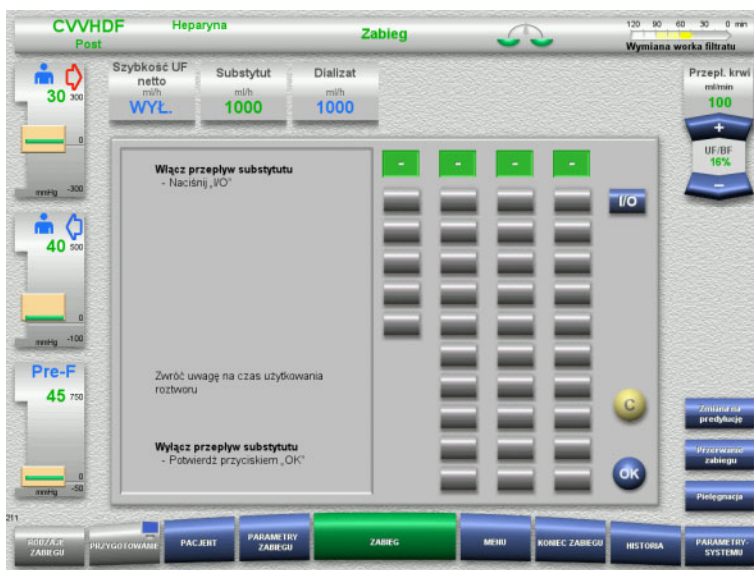 CVVHDF
Post
Heparyna
Zabieg
120 90 60 30 0 min
Wymiana worka filtratu
30 300
0
mmHg -300
40 500
0
mmHg -100
Pre-F
45 750
0
mmHg -50
Szybkość UF
netto
ml/h
WYŁ.
Substytut
ml/h
1000
Dializat
ml/h
1000
Przepł. krwi
ml/min
100
+
UF/BF
16%
–
Włącz przepływ substytutu
- Naciśnij „I/O”
Zwróć uwagę na czas użytkowania
roztworu
Wyłącz przepływ substytutu
- Potwierdź przyciskiem „OK”
- - - -
I/O
C
OK
Zmiana na
predylucję
Przerwanie
zabiegu
Pielęgnacja
211
RODZAJE
ZABIEGU
PRZYGOTOWANIE
PACJENT
PARAMETRY
ZABIEGU
ZABIEG
MENU
KONIEC ZABIEGU
HISTORIA
PARAMETRY-
SYSTEMU